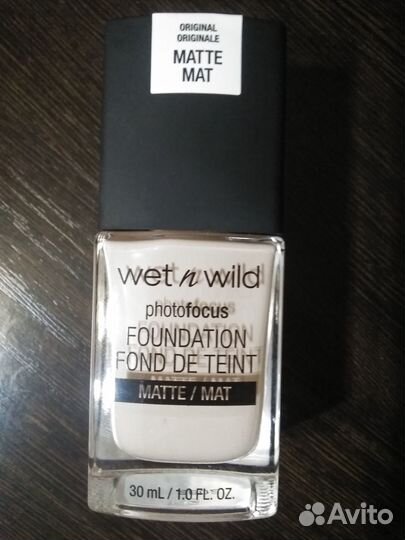 ORIGINAL
ORIGINALE
MATTE
MAT
wet n wild
photofocus
FOUNDATION
FOND DE TEINT
MATTE / MAT
30 mL / 1.0 FL. OZ.
Avito